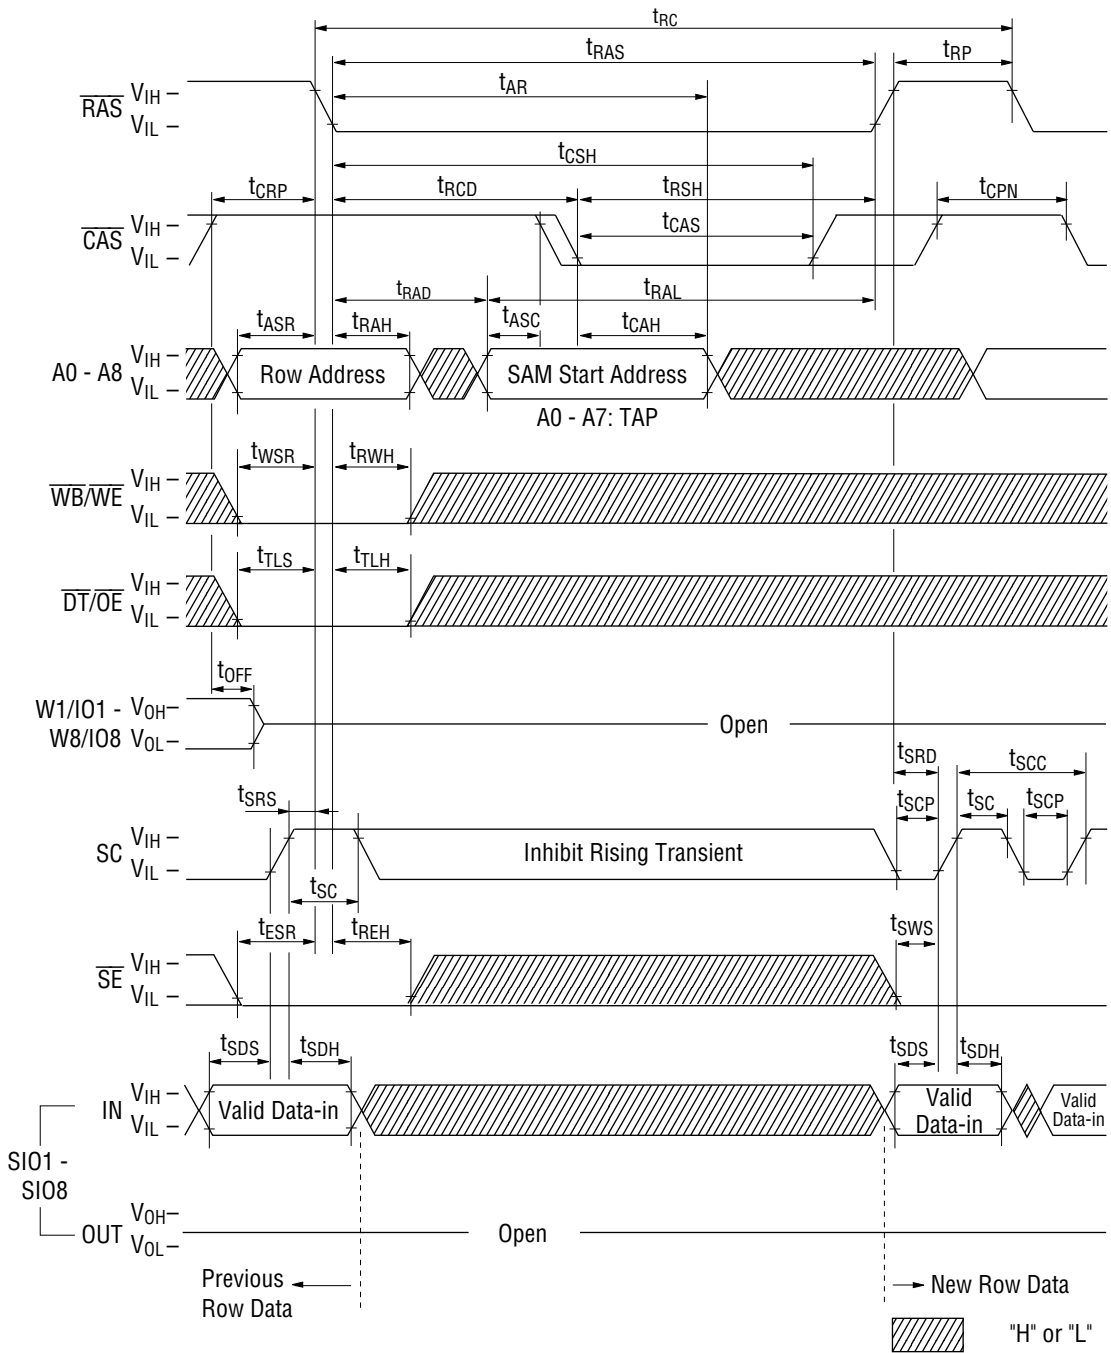 tRC
tRAS
tRP
tAR
RAS
VIH
VIL
tCSH
tCRP
tRCD
tRSH
tCPN
CAS
VIH
VIL
tCAS
tRAD
tRAL
tASR
tRAH
tASC
tCAH
A0 - A8
VIH
VIL
Row Address
SAM Start Address
A0 - A7: TAP
tWSR
tRWH
WB/WE
VIH
VIL
tTLS
tTLH
DT/OE
VIH
VIL
tOFF
W1/IO1 -
W8/IO8
VOH
VOL
Open
tSRD
tSCC
tSRS
tSCP
tSC
tSCP
SC
VIH
VIL
Inhibit Rising Transient
tSC
tESR
tREH
tSWS
SE
VIH
VIL
tSDS
tSDH
tSDS
tSDH
IN
VIH
VIL
Valid Data-in
Valid
Data-in
Valid
Data-in
SIO1 -
SIO8
OUT
VOH
VOL
Open
Previous
Row Data
New Row Data
"H" or "L"